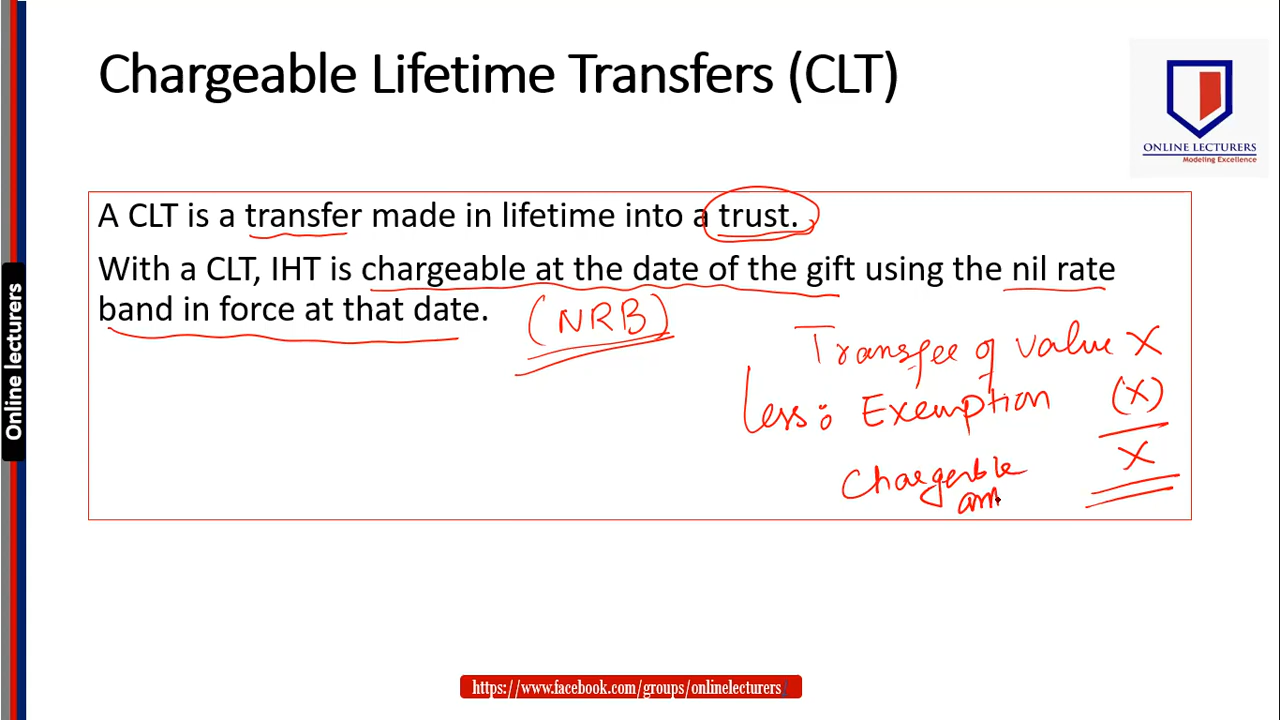 Chargeable Lifetime Transfers (CLT)
ONLINE LECTURERS
Modeling Excellence
A CLT is a transfer made in lifetime into a trust.
With a CLT, IHT is chargeable at the date of the gift using the nil rate
band in force at that date.
(NRB)
Transfer of value X
Less: Exemption (X)
X
Chargeable
am
Online lecturers
https://www.facebook.com/groups/onlinelecturers/